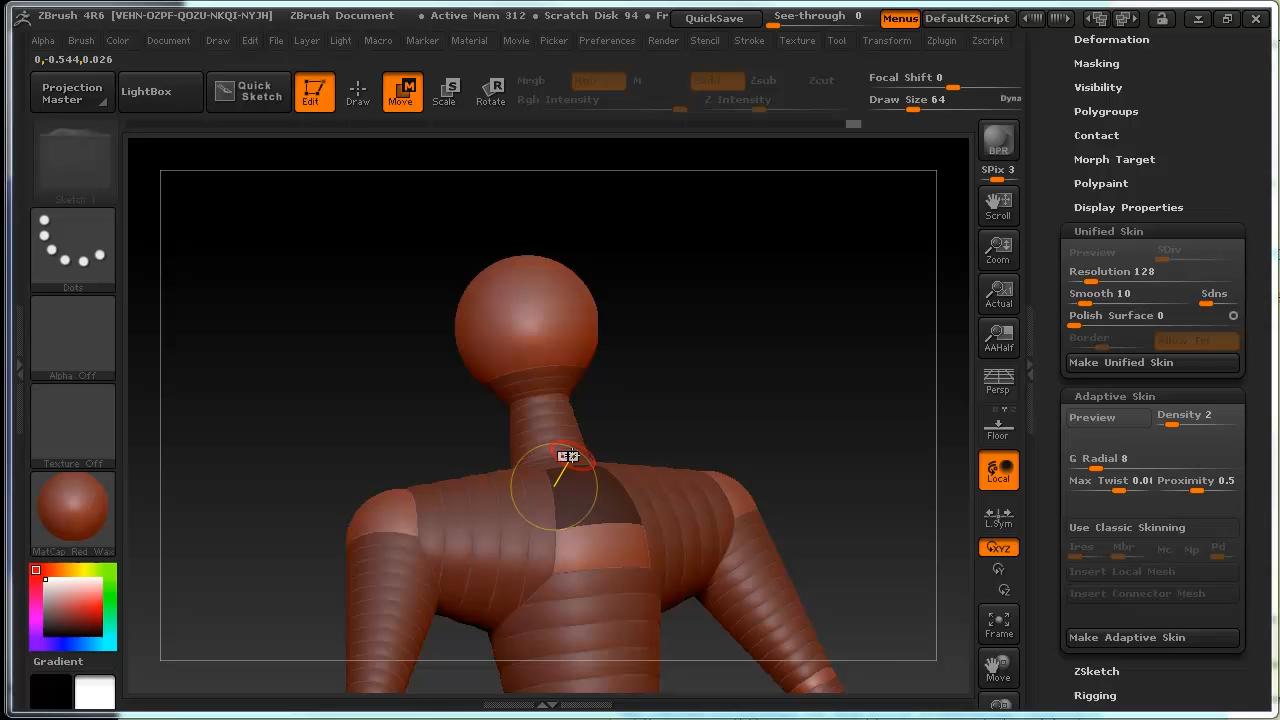 ZBrush 4R6 [VEHN-OZPF-QOZU-NKQI-NYJH] ZBrush Document • Active Mem 312 • Scratch Disk 94 • Fr QuickSave See-through 0 Menus DefaultZScript
Alpha Brush Color Document Draw Edit File Layer Light Macro Marker Material Movie Picker Preferences Render Stencil Stroke Texture Tool Transform Zplugin Zscript
0,-0.544,0.026
Projection Master
LightBox
Quick Sketch
Edit
Draw
Move
Scale
Rotate
Mrgb
M
Rgb Intensity
Zsub
Zcut
Z Intensity
Focal Shift 0
Draw Size 64
Dyna
Sketch 1
Dots
Alpha Off
Texture Off
MatCap Red Wax
Gradient
BPR
SPix 3
Scroll
Zoom
Actual
AAHalf
Persp
Floor
Local
L.Sym
XYZ
Y
Z
Frame
Move
Deformation
Masking
Visibility
Polygroups
Contact
Morph Target
Polypaint
Display Properties
Unified Skin
Preview SDiv
Resolution 128
Smooth 10 Sdns
Polish Surface 0
Border
Make Unified Skin
Adaptive Skin
Preview Density 2
G Radial 8
Max Twist 0.0 Proximity 0.5
Use Classic Skinning
Ires Mbr Mc Mp Pd
Insert Local Mesh
Insert Connector Mesh
Make Adaptive Skin
ZSketch
Rigging